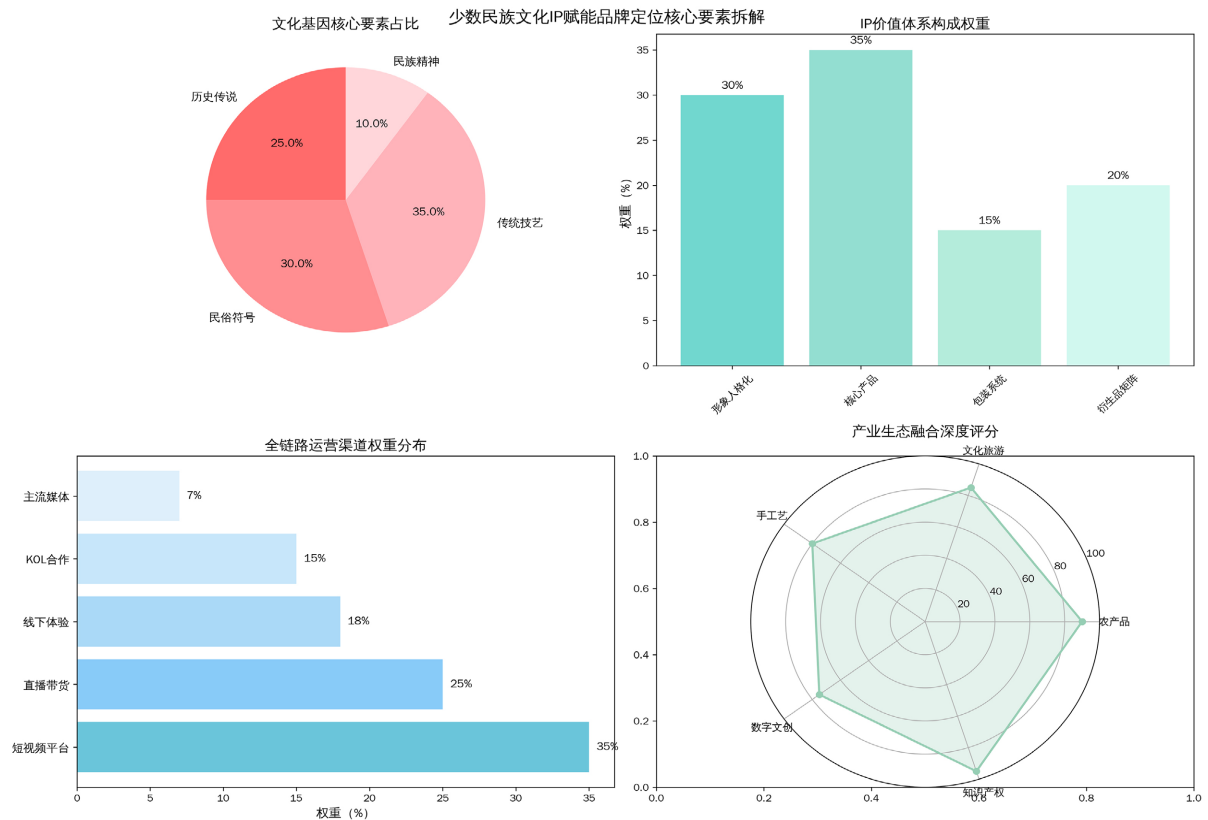 少数民族文化IP赋能品牌定位核心要素拆解
文化基因核心要素占比
民族精神
历史传说
10.0%
25.0%
35.0%
传统技艺
30.0%
民俗符号
IP价值体系构成权重
权重（%）
35
30
25
20
15
10
5
0
30%
35%
15%
20%
形象人格化
核心产品
包装系统
衍生品矩阵
全链路运营渠道权重分布
主流媒体
7%
KOL合作
15%
线下体验
18%
直播带货
25%
短视频平台
35%
0 5 10 15 20 25 30 35
权重（%）
产业生态融合深度评分
1.0
0.8
0.6
0.4
0.2
0.0
文化旅游
手工艺
100
80
60
40
20
农产品
数字文创
知识产权
0.0 0.2 0.4 0.6 0.8 1.0